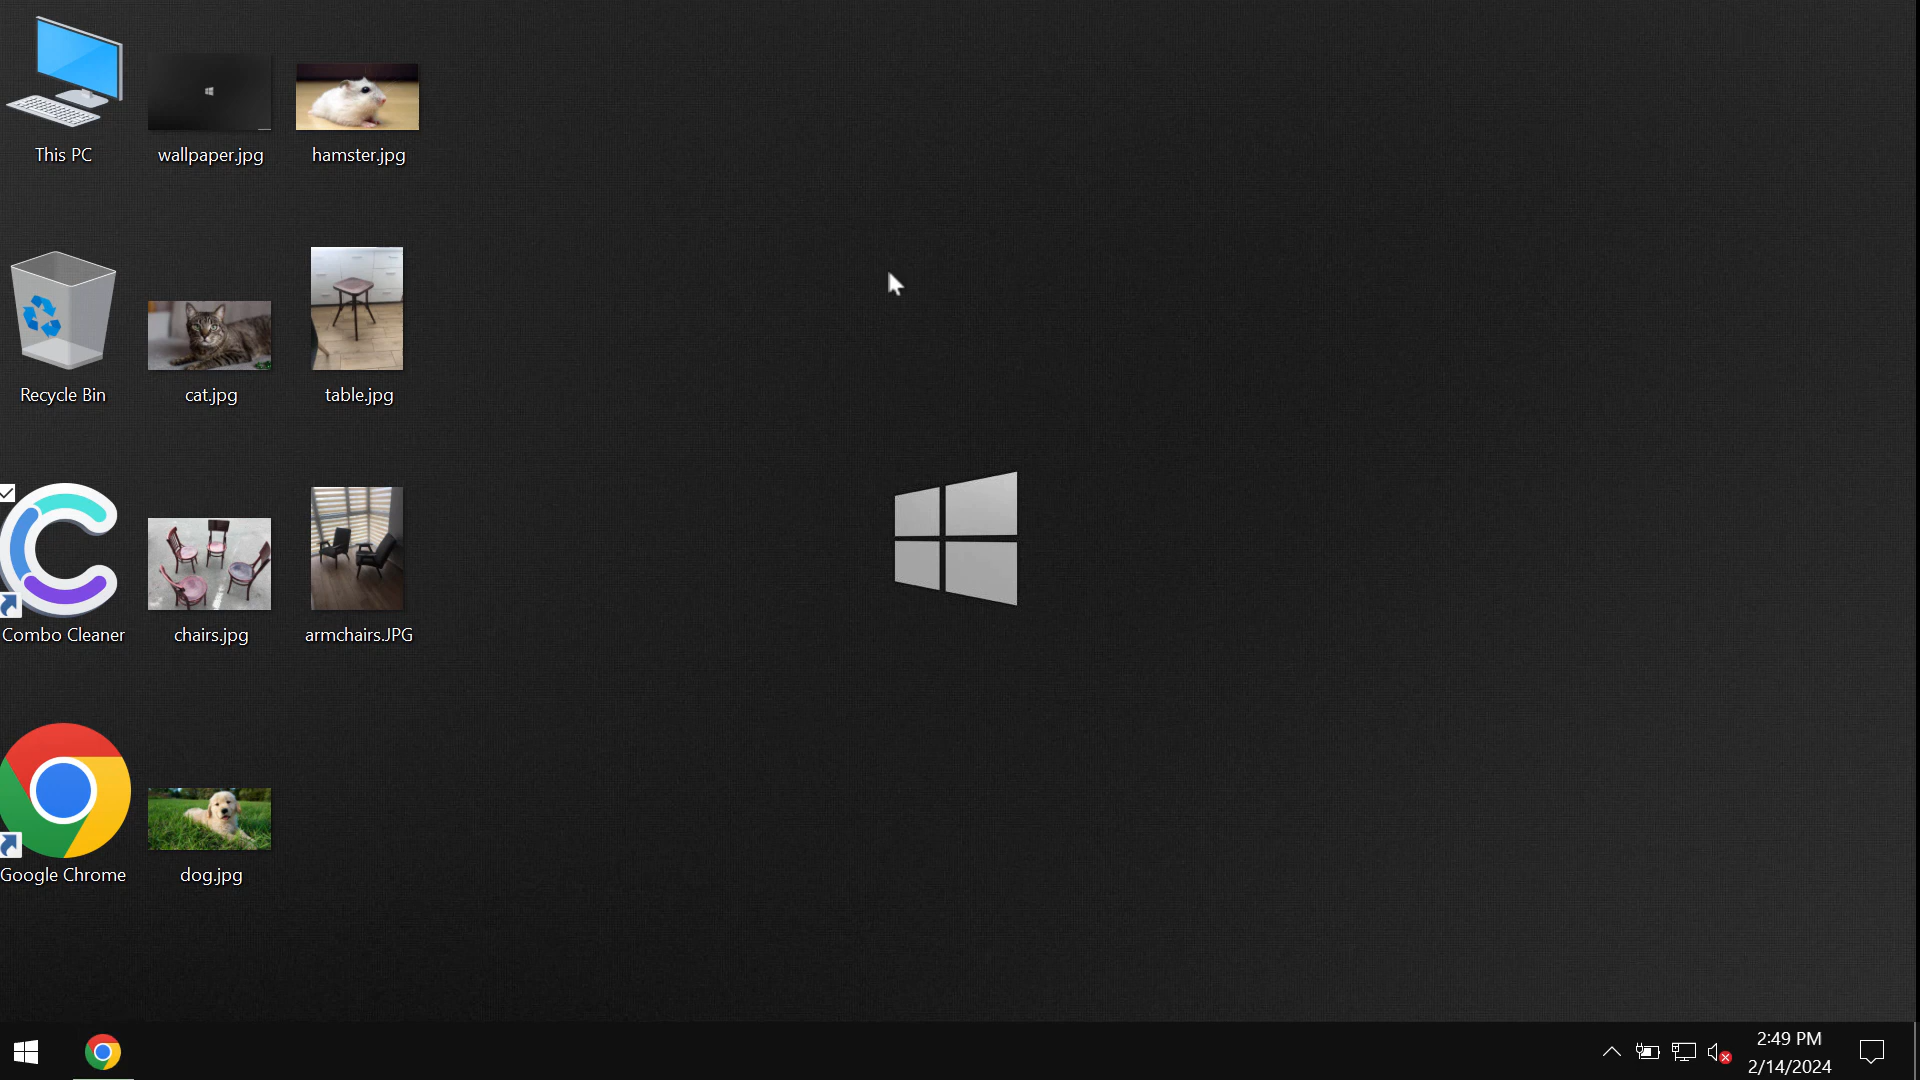 This PC
wallpaper.jpg
hamster.jpg
Recycle Bin
cat.jpg
table.jpg
Combo Cleaner
chairs.jpg
armchairs.JPG
Google Chrome
dog.jpg
2:49 PM
2/14/2024